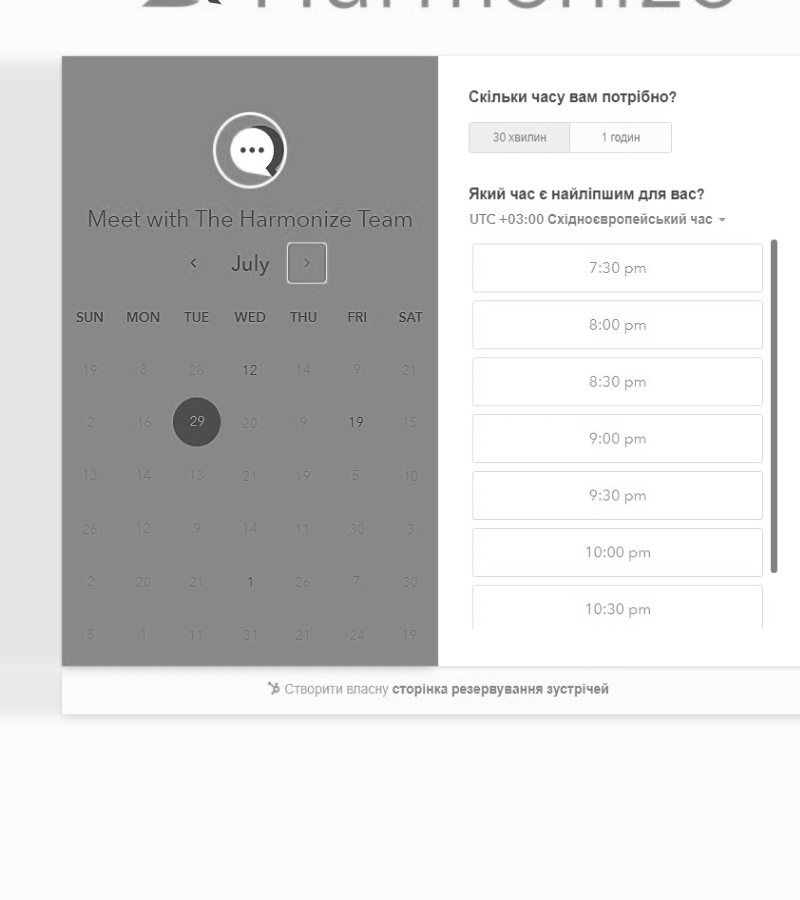 Harmonize
Meet with The Harmonize Team
July
SUN MON TUE WED THU FRI SAT
19 8 28 12 14 9 21
2 16 29 20 9 19 15
13 14 13 21 19 5 10
26 12 9 14 11 30 3
2 20 21 1 26 7 30
8 1 11 31 21 24 19
Скільки часу вам потрібно?
30 хвилин 1 годин
Який час є найліпшим для вас?
UTC +03:00 Східноєвропейський час
7:30 pm
8:00 pm
8:30 pm
9:00 pm
9:30 pm
10:00 pm
10:30 pm
Створити власну сторінка резервування зустрічей